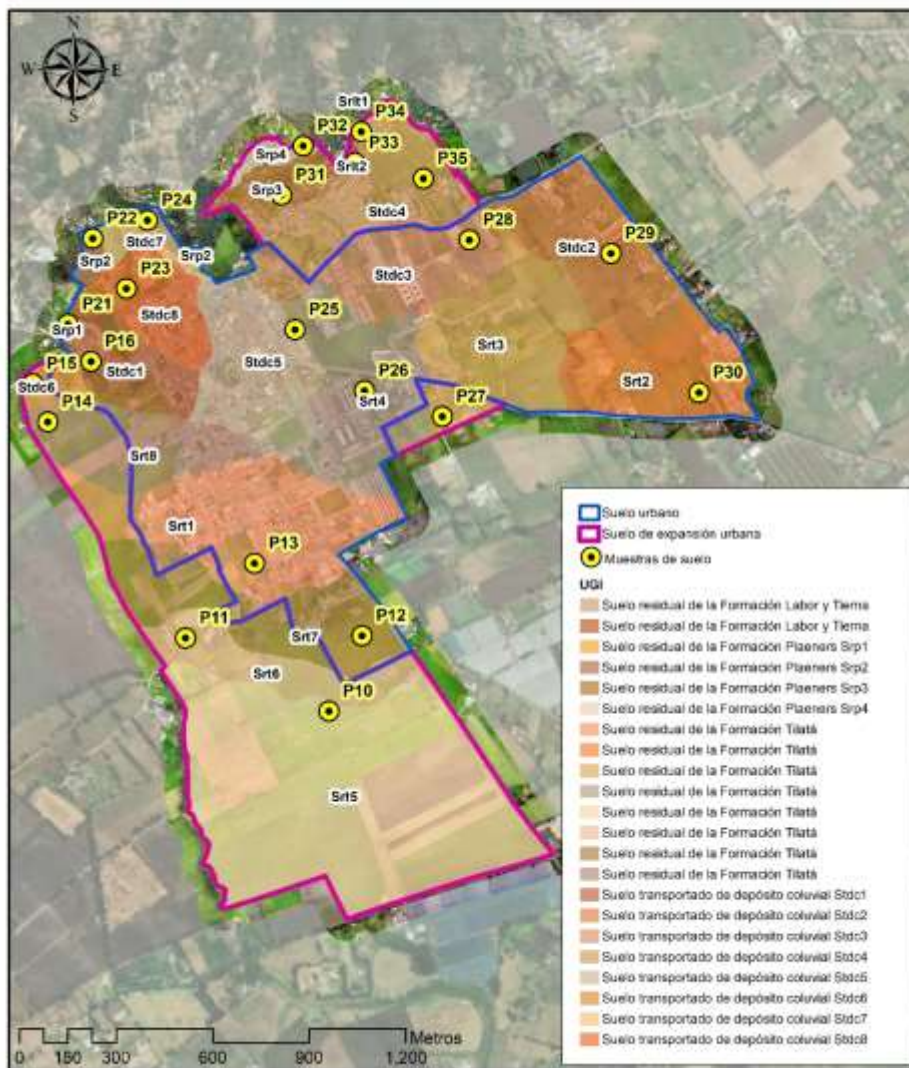 N
W E
S
Srlt1
P34
P32
P33
Srp4
Srlt2
P31
P35
Srp3
P24
P22
Stdc4
Stdc7
P28
Srp2
Srp2
Stdc2
P29
P23
Stdc3
P21
Stdc8
P25
Srp1
P16
Srt3
P15
Stdc1
Stdc5
Stdc6
P26
Srt2
P30
P14
Srt4
P27
Srt8
Srt1
P13
P11
P12
Srt7
Srt6
P10
Srt5
Suelo urbano
Suelo de expansión urbana
Muestras de suelo
UGI
Suelo residual de la Formación Labor y Tierna
Suelo residual de la Formación Labor y Tierna
Suelo residual de la Formación Plaeners Srp1
Suelo residual de la Formación Plaeners Srp2
Suelo residual de la Formación Plaeners Srp3
Suelo residual de la Formación Plaeners Srp4
Suelo residual de la Formación Tilatá
Suelo residual de la Formación Tilatá
Suelo residual de la Formación Tilatá
Suelo residual de la Formación Tilatá
Suelo residual de la Formación Tilatá
Suelo residual de la Formación Tilatá
Suelo residual de la Formación Tilatá
Suelo residual de la Formación Tilatá
Suelo transportado de depósito coluvial Stdc1
Suelo transportado de depósito coluvial Stdc2
Suelo transportado de depósito coluvial Stdc3
Suelo transportado de depósito coluvial Stdc4
Suelo transportado de depósito coluvial Stdc5
Suelo transportado de depósito coluvial Stdc6
Suelo transportado de depósito coluvial Stdc7
Suelo transportado de depósito coluvial Stdc8
Metros
0 150 300 600 900 1.200